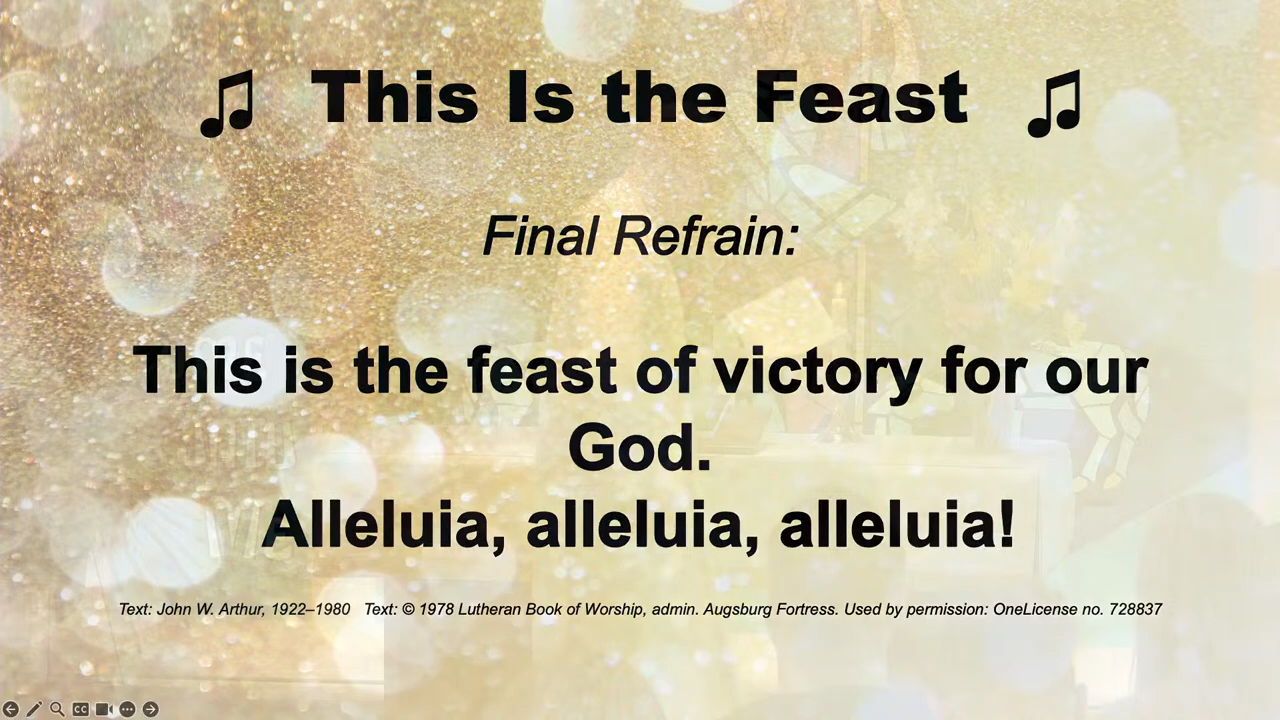 ♫ This Is the Feast ♫
Final Refrain:
This is the feast of victory for our
God.
Alleluia, alleluia, alleluia!
Text: John W. Arthur, 1922–1980 Text: © 1978 Lutheran Book of Worship, admin. Augsburg Fortress. Used by permission: OneLicense no. 728837
CC